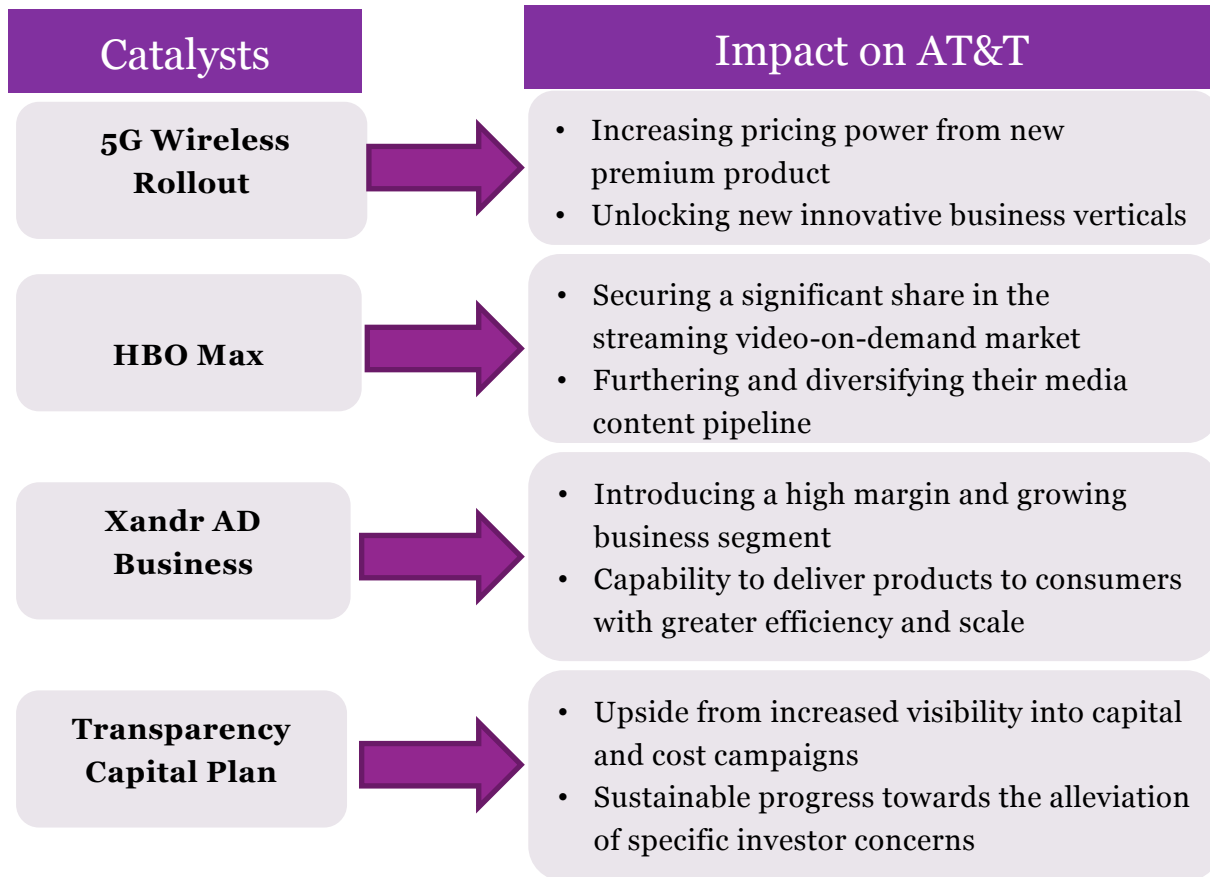 Catalysts
Impact on AT&T
5G Wireless
Rollout
• Increasing pricing power from new
premium product
• Unlocking new innovative business verticals
HBO Max
• Securing a significant share in the
streaming video-on-demand market
• Furthering and diversifying their media
content pipeline
Xandr AD
Business
• Introducing a high margin and growing
business segment
• Capability to deliver products to consumers
with greater efficiency and scale
Transparency
Capital Plan
• Upside from increased visibility into capital
and cost campaigns
• Sustainable progress towards the alleviation
of specific investor concerns